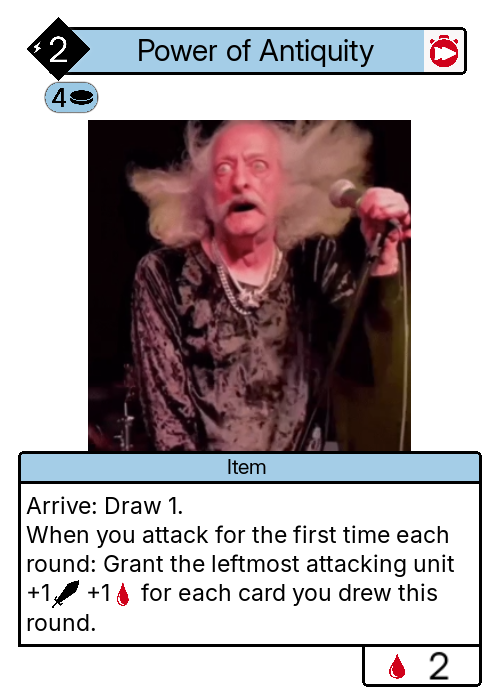 2
Power of Antiquity
4
Item
Arrive: Draw 1.
When you attack for the first time each
round: Grant the leftmost attacking unit
+1 +1 for each card you drew this
round.
2